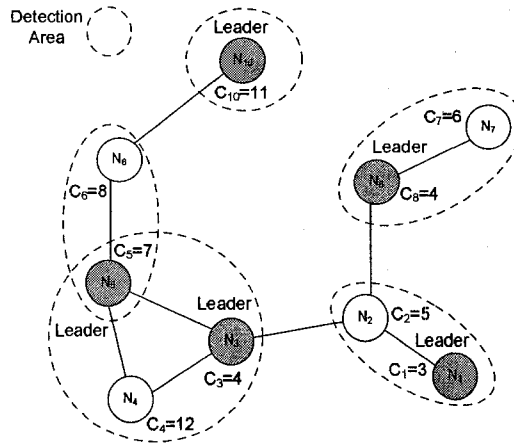 Detection
Area
Leader
N10
C10=11
C7=6
N7
Leader
N6
C6=8
N8
C8=4
C5=7
N5
Leader
Leader
N3
C3=4
N2
C2=5
Leader
C1=3
N1
N4
C4=12